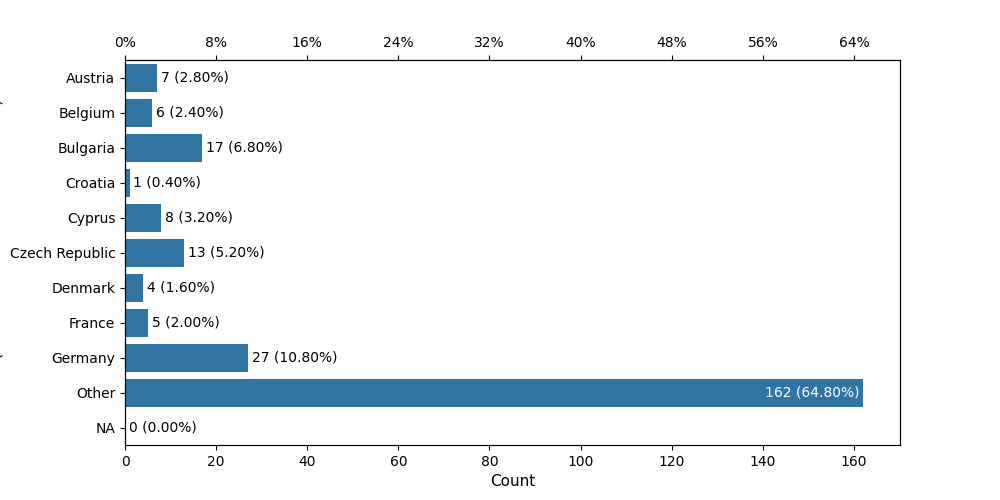 0% 8% 16% 24% 32% 40% 48% 56% 64%
Austria 7 (2.80%)
Belgium 6 (2.40%)
Bulgaria 17 (6.80%)
Croatia 1 (0.40%)
Cyprus 8 (3.20%)
Czech Republic 13 (5.20%)
Denmark 4 (1.60%)
France 5 (2.00%)
Germany 27 (10.80%)
Other 162 (64.80%)
NA 0 (0.00%)
0 20 40 60 80 100 120 140 160
Count